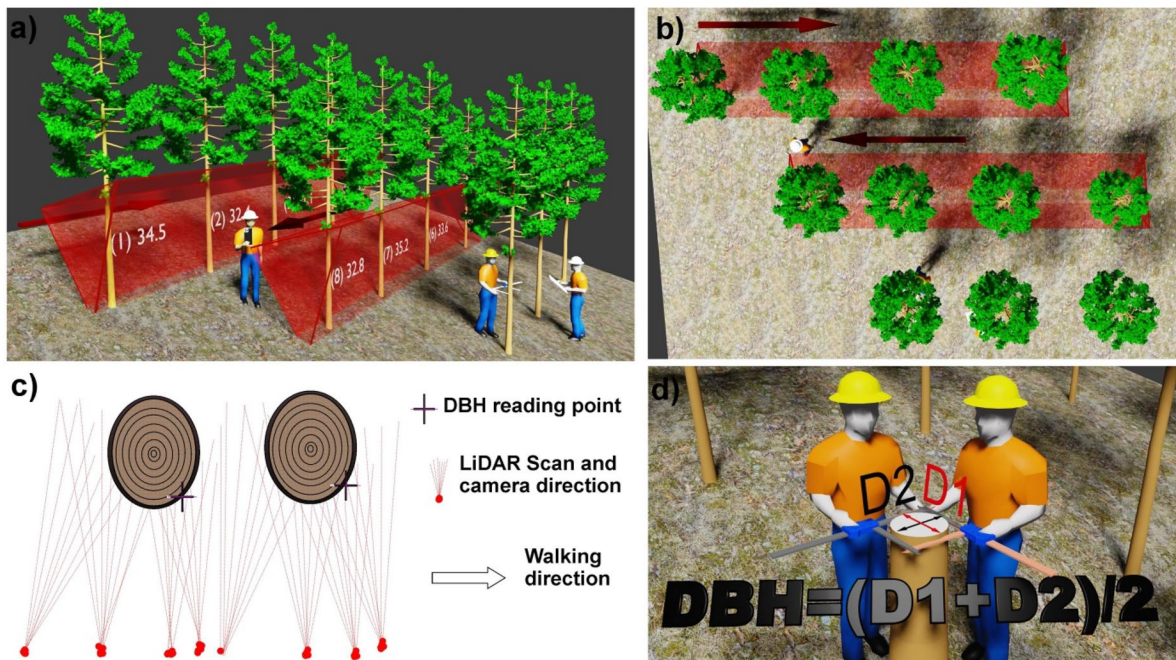 a)
(1) 34.5
(2) 32.4
(8) 32.8
(7) 35.2
(6) 33.6
b)
c)
DBH reading point
LiDAR Scan and
camera direction
Walking
direction
d)
D2 D1
DBH=(D1+D2)/2